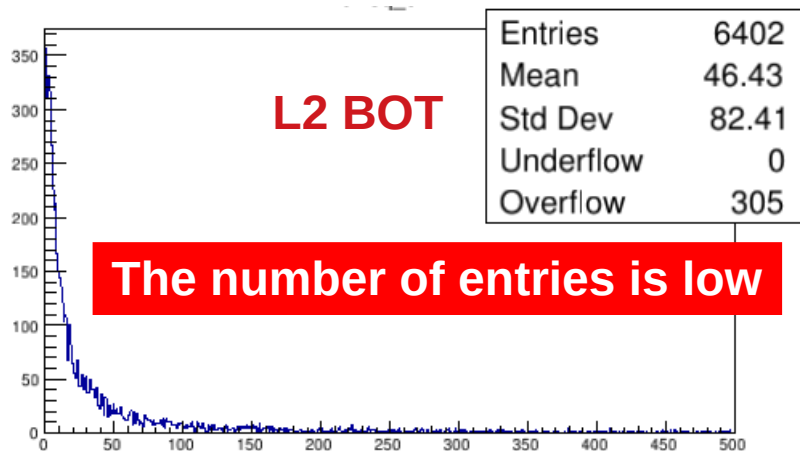 Entries 6402
Mean 46.43
Std Dev 82.41
Underflow 0
Overflow 305
L2 BOT
The number of entries is low
350
300
250
200
150
100
50
0
0 50 100 150 200 250 300 350 400 450 500